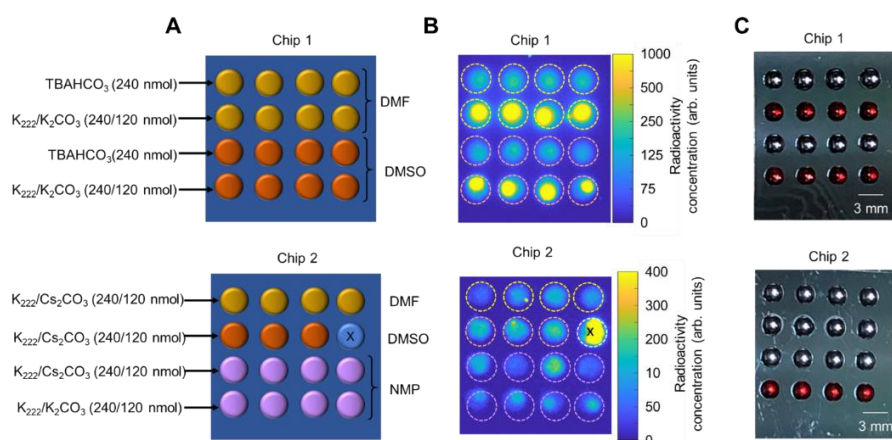 A
B
C
Chip 1
Chip 1
Chip 1
TBAHCO₃ (240 nmol)
K₂₂₂/K₂CO₃ (240/120 nmol)
TBAHCO₃(240 nmol)
K₂₂₂/K₂CO₃ (240/120 nmol)
DMF
DMSO
1000
500
250
125
75
0
Radioactivity
concentration (arb. units)
3 mm
Chip 2
Chip 2
Chip 2
K₂₂₂/Cs₂CO₃ (240/120 nmol)
K₂₂₂/Cs₂CO₃ (240/120 nmol)
K₂₂₂/Cs₂CO₃ (240/120 nmol)
K₂₂₂/K₂CO₃ (240/120 nmol)
X
DMF
DMSO
NMP
X
400
200
100
50
10
0
Radioactivity
concentration (arb. units)
3 mm